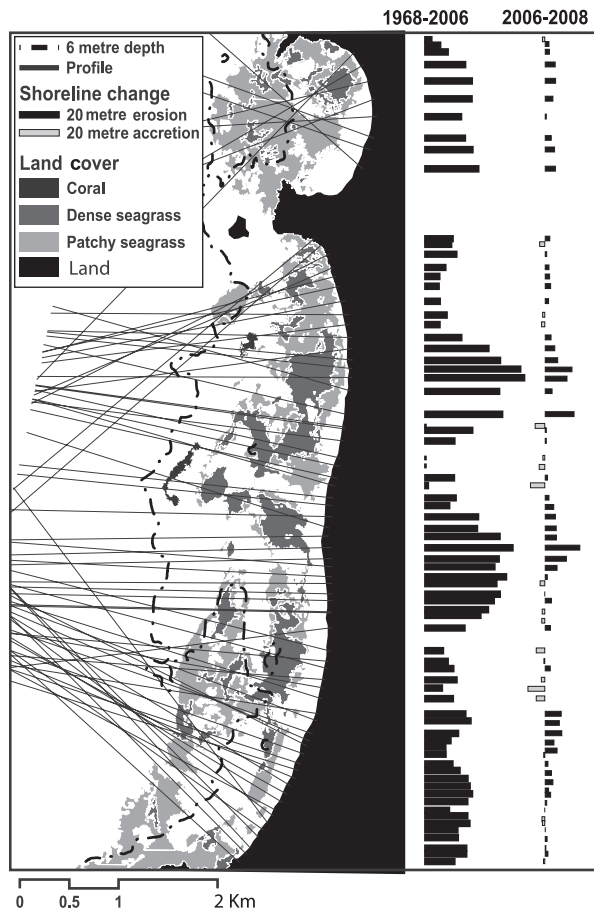 1968-2006 2006-2008
6 metre depth
Profile
Shoreline change
20 metre erosion
20 metre accretion
Land cover
Coral
Dense seagrass
Patchy seagrass
Land
0 0.5 1 2 Km